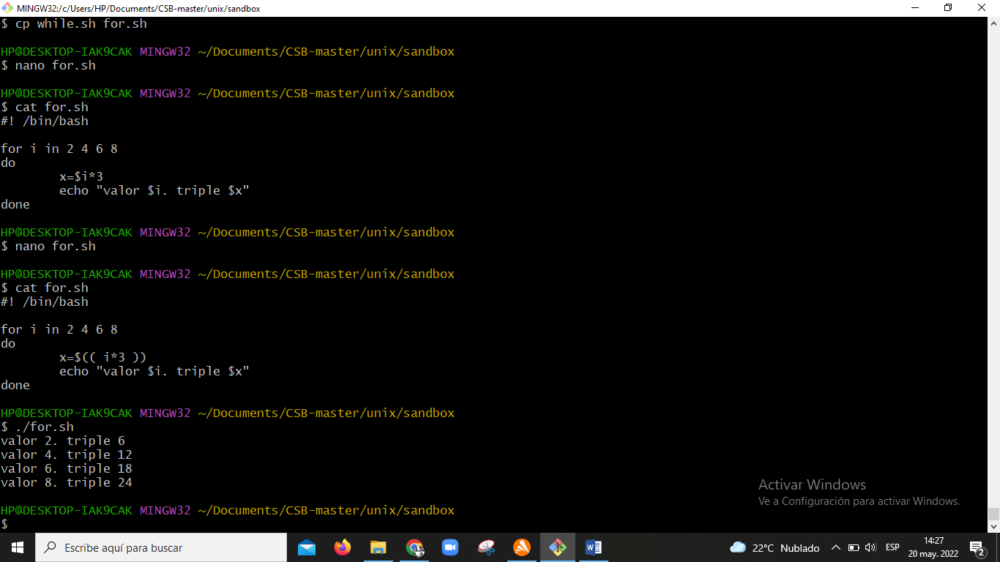 MINGW32:/c/Users/HP/Documents/CSB-master/unix/sandbox
$ cp while.sh for.sh
HP@DESKTOP-IAK9CAK MINGW32 ~/Documents/CSB-master/unix/sandbox
$ nano for.sh
HP@DESKTOP-IAK9CAK MINGW32 ~/Documents/CSB-master/unix/sandbox
$ cat for.sh
#! /bin/bash
for i in 2 4 6 8
do
        x=$i*3
        echo "valor $i. triple $x"
done
HP@DESKTOP-IAK9CAK MINGW32 ~/Documents/CSB-master/unix/sandbox
$ nano for.sh
HP@DESKTOP-IAK9CAK MINGW32 ~/Documents/CSB-master/unix/sandbox
$ cat for.sh
#! /bin/bash
for i in 2 4 6 8
do
        x=$(( i*3 ))
        echo "valor $i. triple $x"
done
HP@DESKTOP-IAK9CAK MINGW32 ~/Documents/CSB-master/unix/sandbox
$ ./for.sh
valor 2. triple 6
valor 4. triple 12
valor 6. triple 18
valor 8. triple 24
HP@DESKTOP-IAK9CAK MINGW32 ~/Documents/CSB-master/unix/sandbox
$
Activar Windows
Ve a Configuración para activar Windows.
Escribe aquí para buscar
22°C Nublado
ESP
14:27
20 may. 2022
2